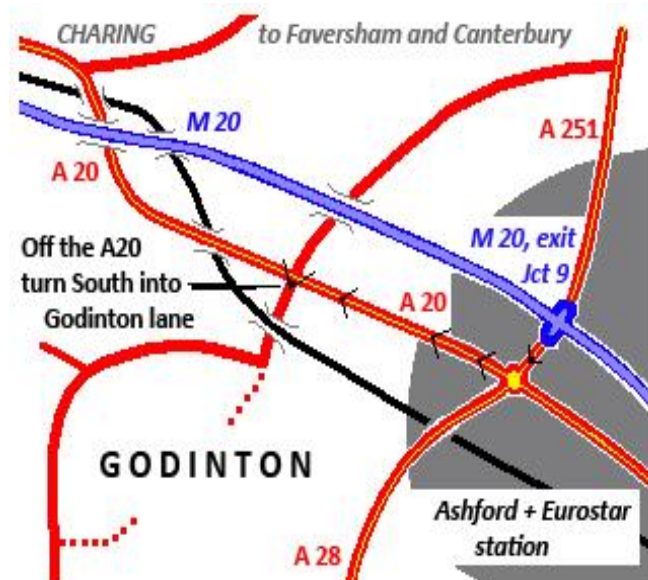 CHARING
to Faversham and Canterbury
M 20
A 251
A 20
M 20, exit
Jct 9
Off the A20
turn South into
Godinton lane
A 20
GODINTON
Ashford + Eurostar
station
A 28